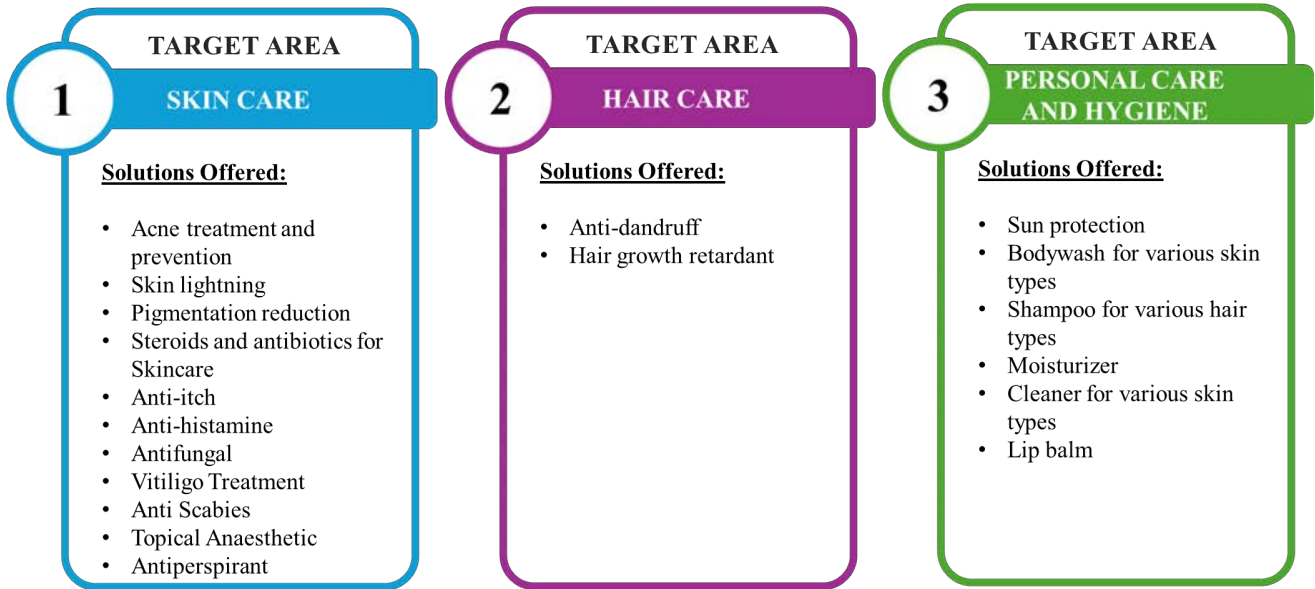 TARGET AREA
1
SKIN CARE
Solutions Offered:
• Acne treatment and
prevention
• Skin lightning
• Pigmentation reduction
• Steroids and antibiotics for
Skincare
• Anti-itch
• Anti-histamine
• Antifungal
• Vitiligo Treatment
• Anti Scabies
• Topical Anaesthetic
• Antiperspirant
TARGET AREA
2
HAIR CARE
Solutions Offered:
• Anti-dandruff
• Hair growth retardant
TARGET AREA
3
PERSONAL CARE
AND HYGIENE
Solutions Offered:
• Sun protection
• Bodywash for various skin
types
• Shampoo for various hair
types
• Moisturizer
• Cleaner for various skin
types
• Lip balm